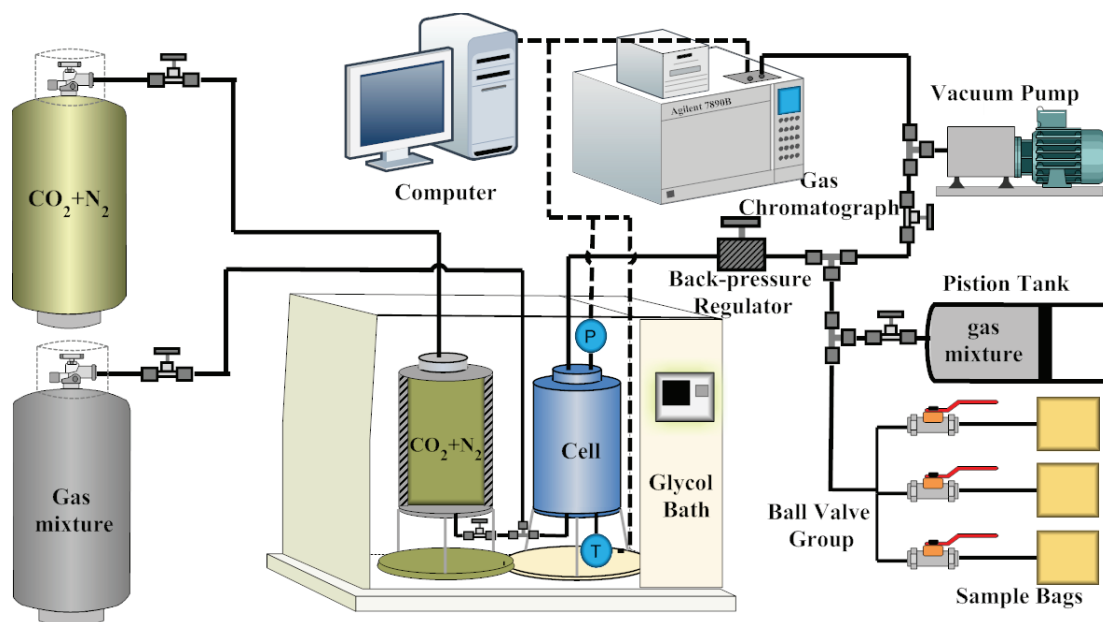 CO₂+N₂
Gas
mixture
Computer
Agilent 7890B
Gas
Chromatograph
Vacuum Pump
Back-pressure
Regulator
Pistion Tank
gas
mixture
P
CO₂+N₂
Cell
T
Glycol
Bath
Ball Valve
Group
Sample Bags